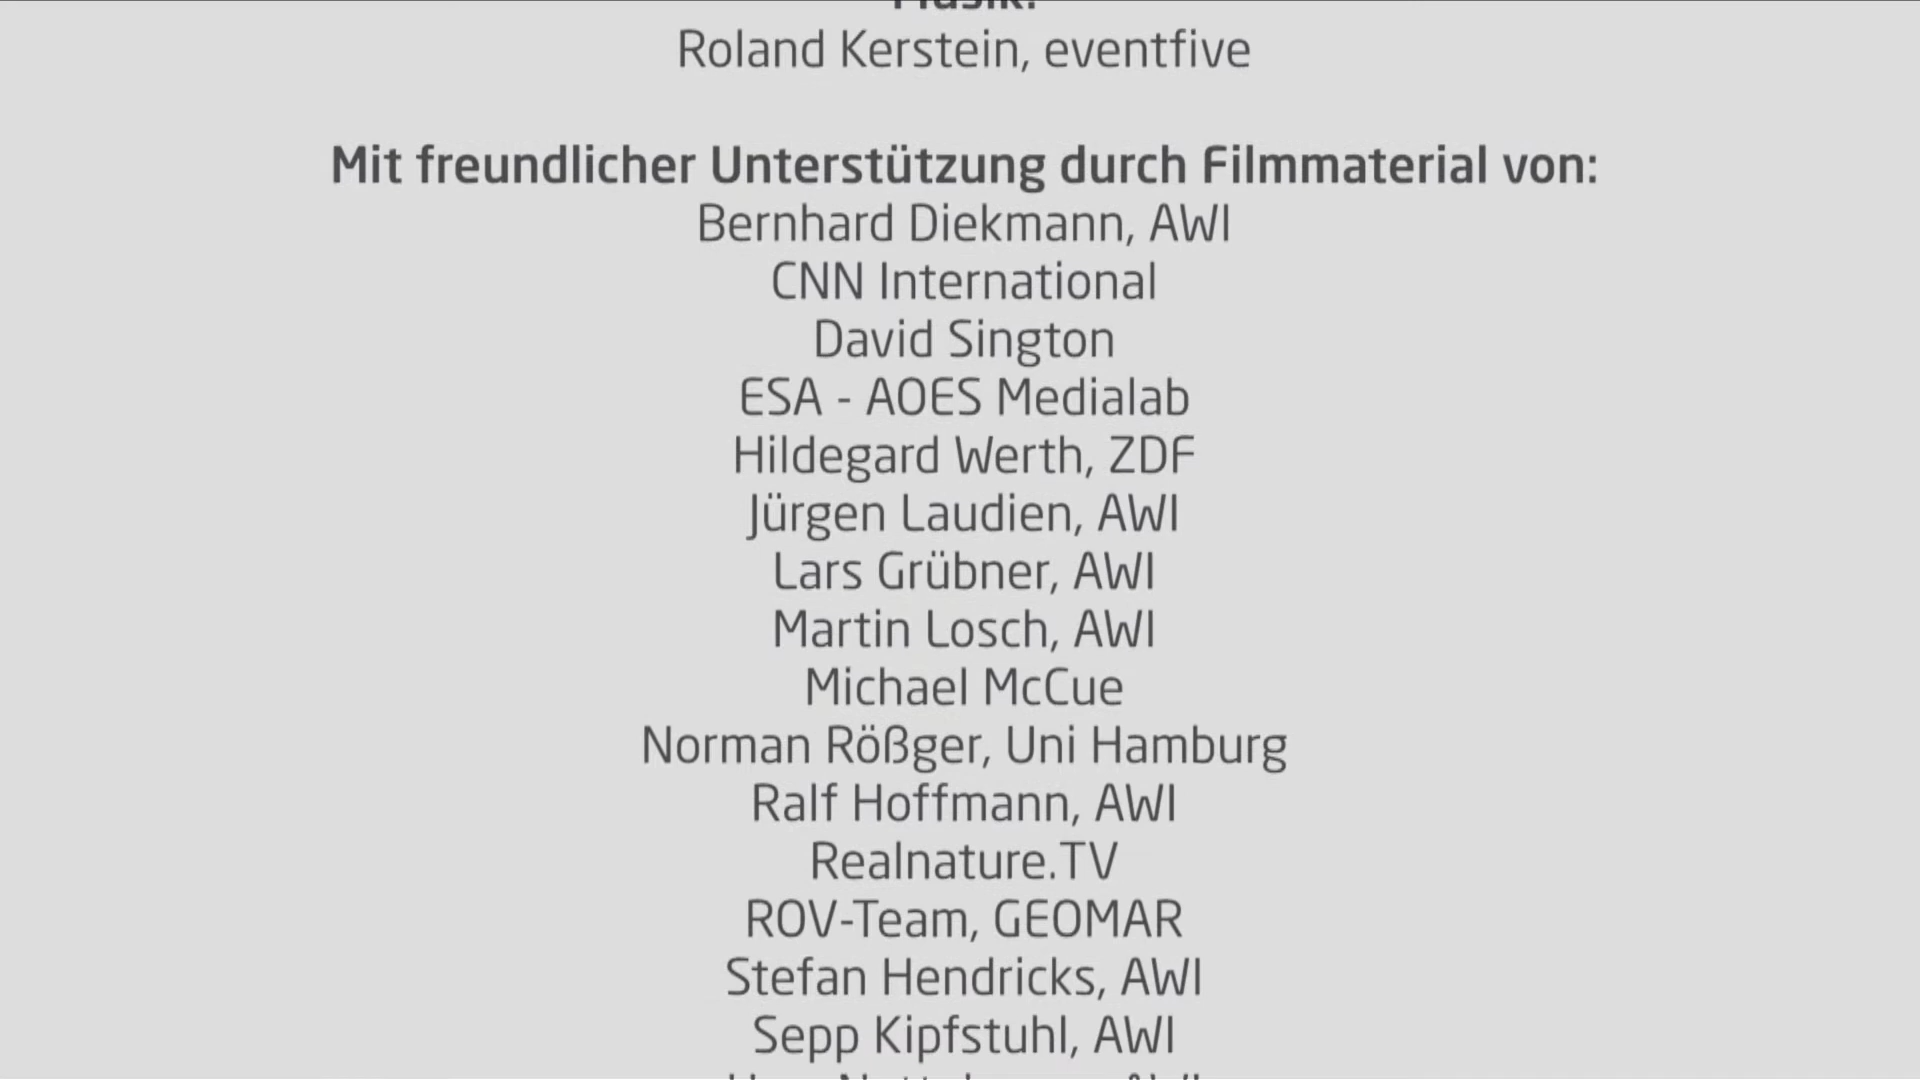 Musik:
Roland Kerstein, eventfive
Mit freundlicher Unterstützung durch Filmmaterial von:
Bernhard Diekmann, AWI
CNN International
David Sington
ESA - AOES Medialab
Hildegard Werth, ZDF
Jürgen Laudien, AWI
Lars Grübner, AWI
Martin Losch, AWI
Michael McCue
Norman Rößger, Uni Hamburg
Ralf Hoffmann, AWI
Realnature.TV
ROV-Team, GEOMAR
Stefan Hendricks, AWI
Sepp Kipfstuhl, AWI